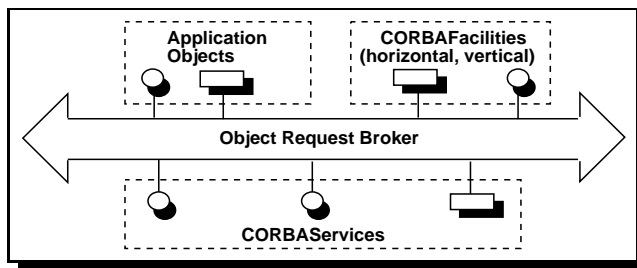 Application
Objects
CORBAFacilities
(horizontal, vertical)
Object Request Broker
CORBAServices